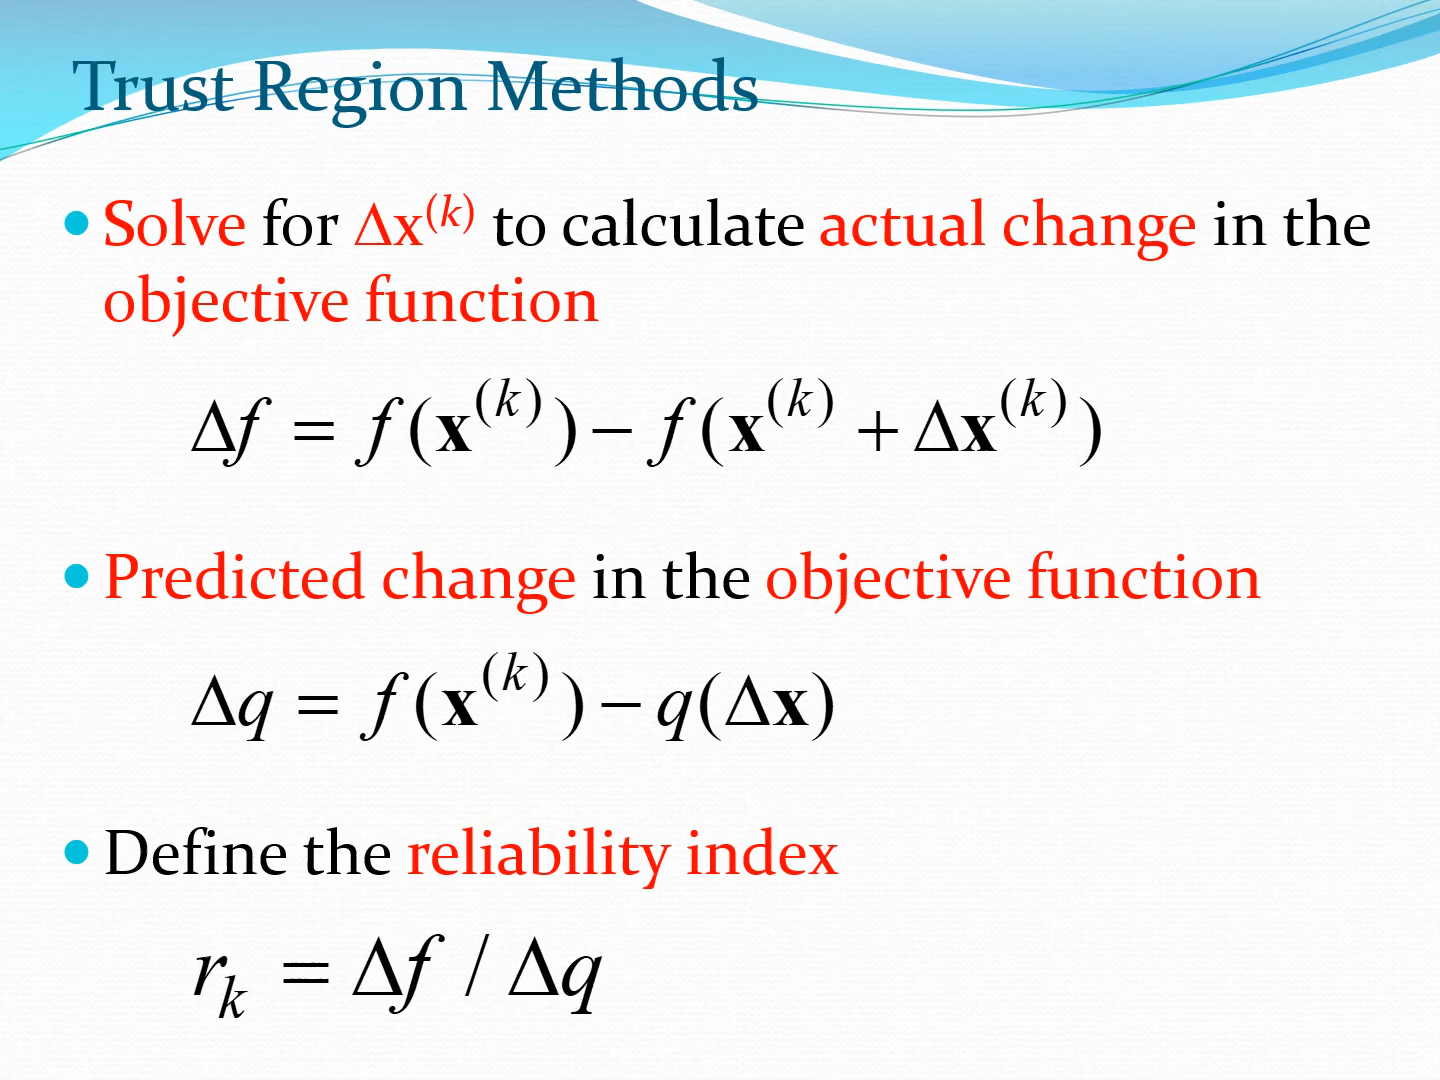 Trust Region Methods
• Solve for Δx⁽ᵏ⁾ to calculate actual change in the
objective function
Δf = f(x⁽ᵏ⁾) − f(x⁽ᵏ⁾ + Δx⁽ᵏ⁾)
• Predicted change in the objective function
Δq = f(x⁽ᵏ⁾) − q(Δx)
• Define the reliability index
rₖ = Δf / Δq